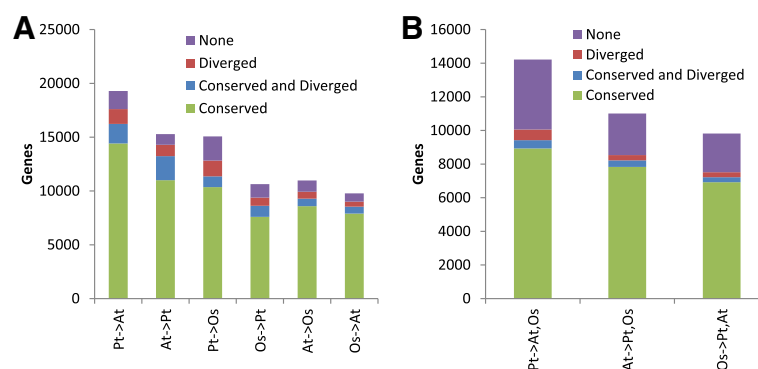 A
B
None
Diverged
Conserved and Diverged
Conserved
Genes
25000
20000
15000
10000
5000
0
Pt->At
At->Pt
Pt->Os
Os->Pt
At->Os
Os->At
None
Diverged
Conserved and Diverged
Conserved
Genes
16000
14000
12000
10000
8000
6000
4000
2000
0
Pt->At,Os
At->Pt,Os
Os->Pt,At